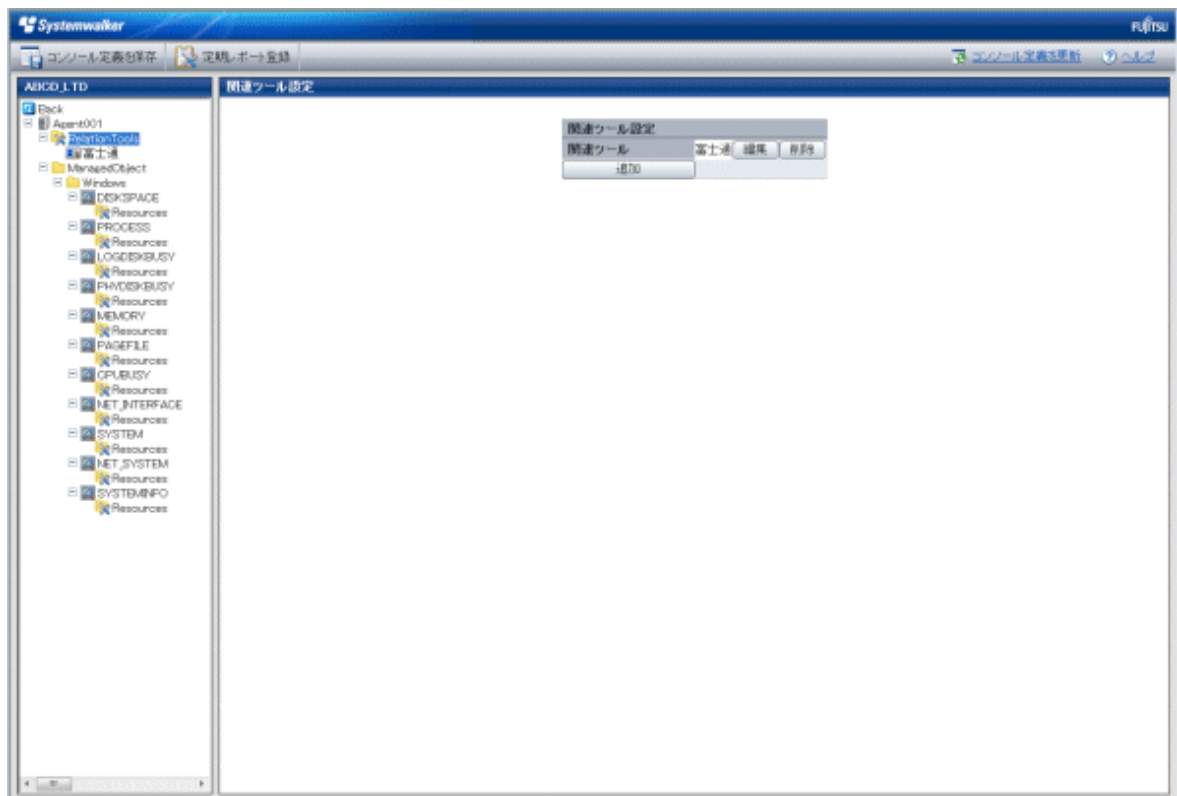 Systemwalker
FUJITSU
コンソール定義を保存
定期レポート登録
コンソール定義を更新
ヘルプ
ABCD_LTD
関連ツール設定
Back
Agent001
RelationTools
富士通
ManagedObject
Windows
DISKSPACE
Resources
PROCESS
Resources
LOGDISKBUSY
Resources
PHYDISKBUSY
Resources
MEMORY
Resources
PAGEFILE
Resources
CPUBUSY
Resources
NET_INTERFACE
Resources
SYSTEM
Resources
NET_SYSTEM
Resources
SYSTEMINFO
Resources
関連ツール設定
関連ツール 富士通 編集 削除
追加